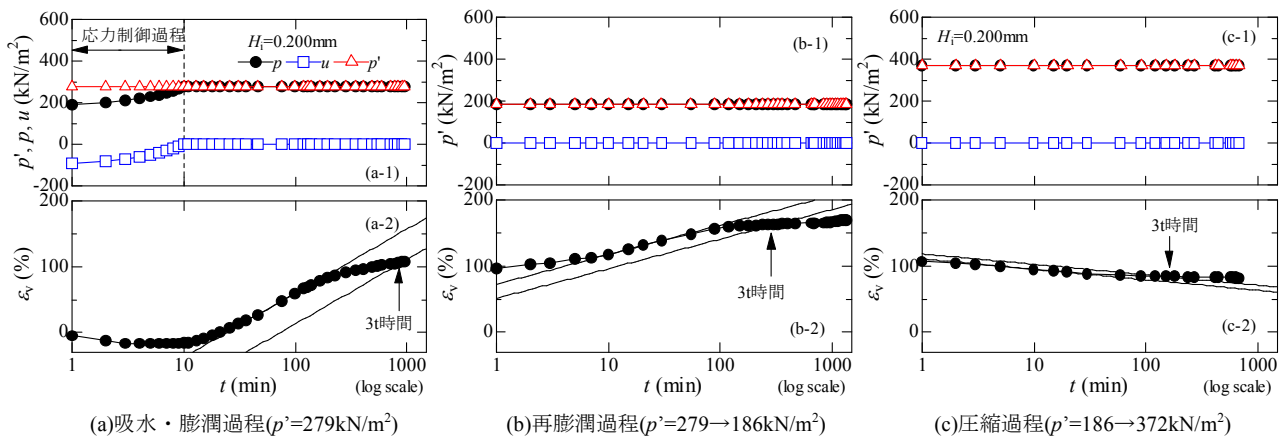 600
400
200
0
-200
p', p, u (kN/m²)
応力制御過程
H_i=0.200mm
p u p'
(a-1)
200
100
0
ε_v (%)
(a-2)
3t時間
1 10 100 1000
t (min) (log scale)
(a)吸水・膨潤過程(p'=279kN/m²)
600
400
200
0
-200
p' (kN/m²)
(b-1)
200
100
0
ε_v (%)
3t時間
(b-2)
1 10 100 1000
t (min) (log scale)
(b)再膨潤過程(p'=279→186kN/m²)
600
400
200
0
-200
p' (kN/m²)
H_i=0.200mm
(c-1)
200
100
0
ε_v (%)
3t時間
(c-2)
1 10 100 1000
t (min) (log scale)
(c)圧縮過程(p'=186→372kN/m²)